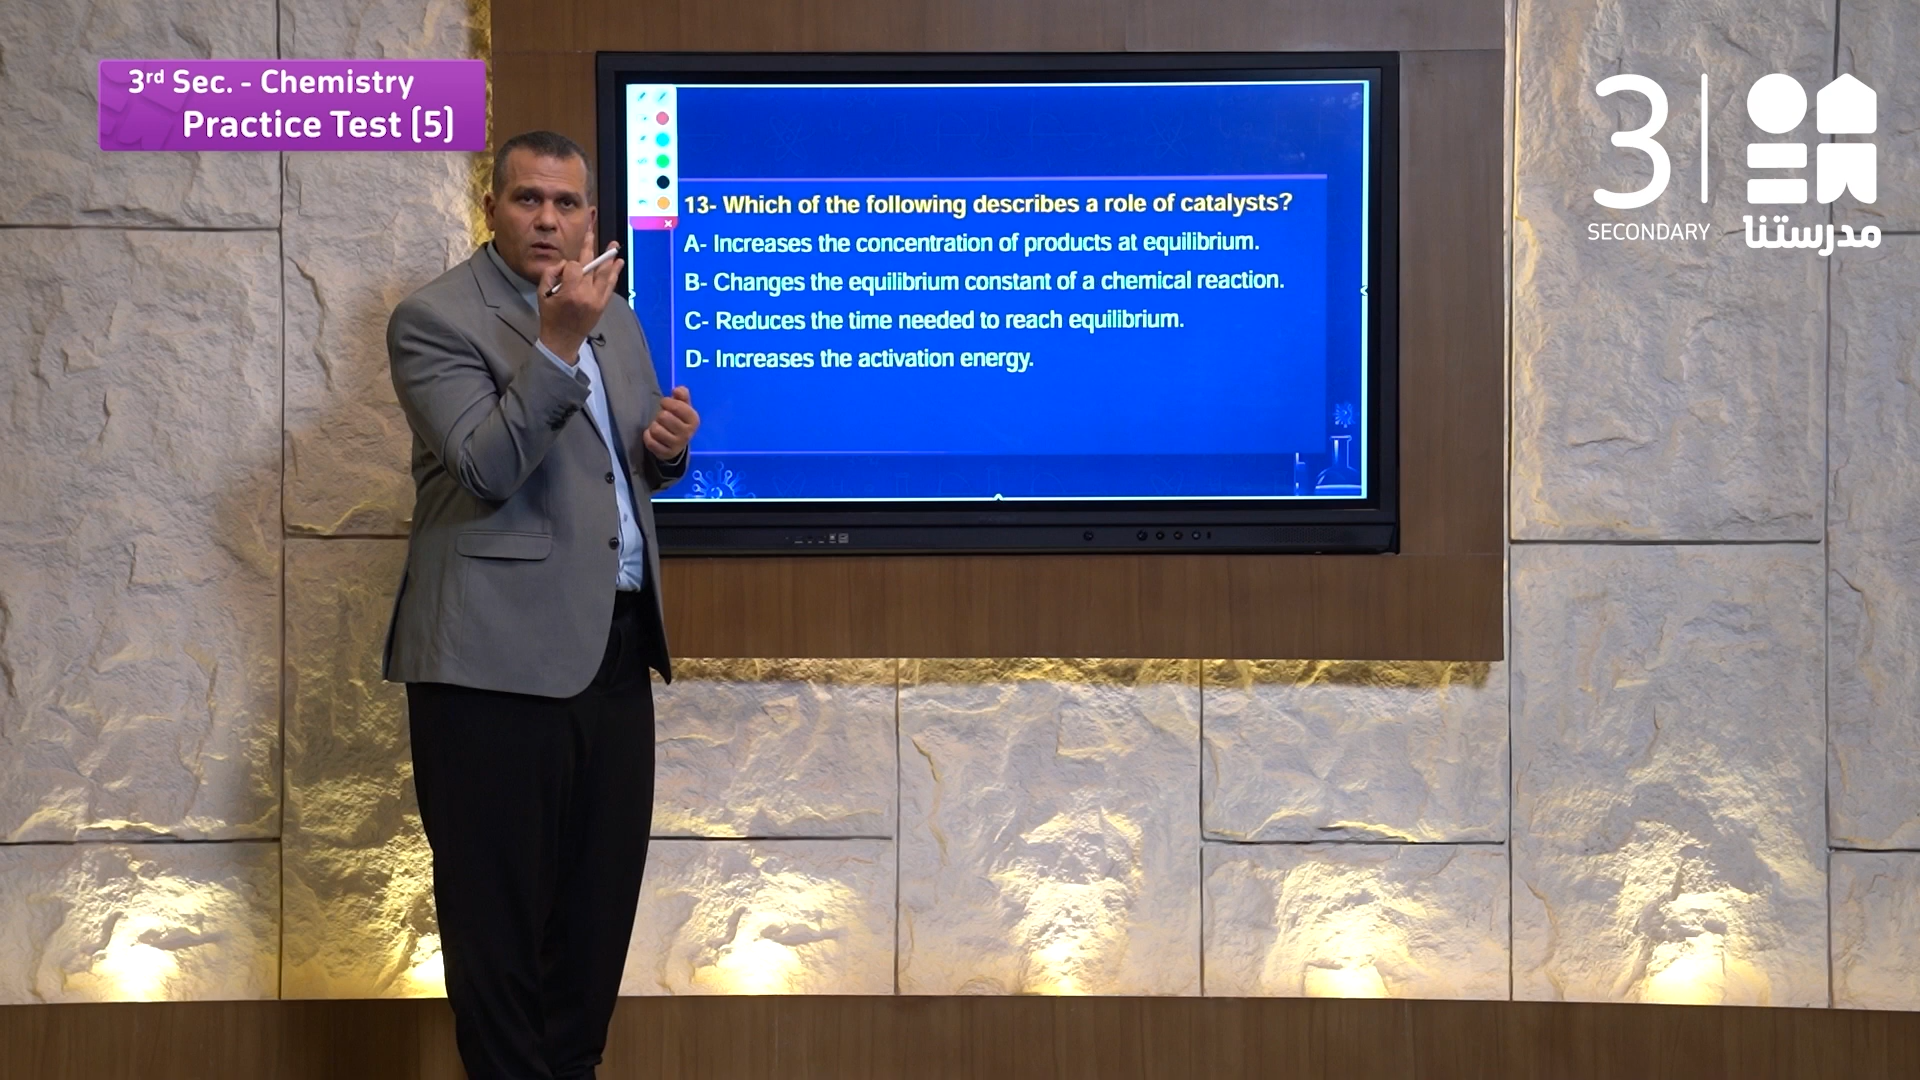 3rd Sec. - Chemistry
Practice Test (5)
13- Which of the following describes a role of catalysts?
A- Increases the concentration of products at equilibrium.
B- Changes the equilibrium constant of a chemical reaction.
C- Reduces the time needed to reach equilibrium.
D- Increases the activation energy.
3
SECONDARY
مدرستنا